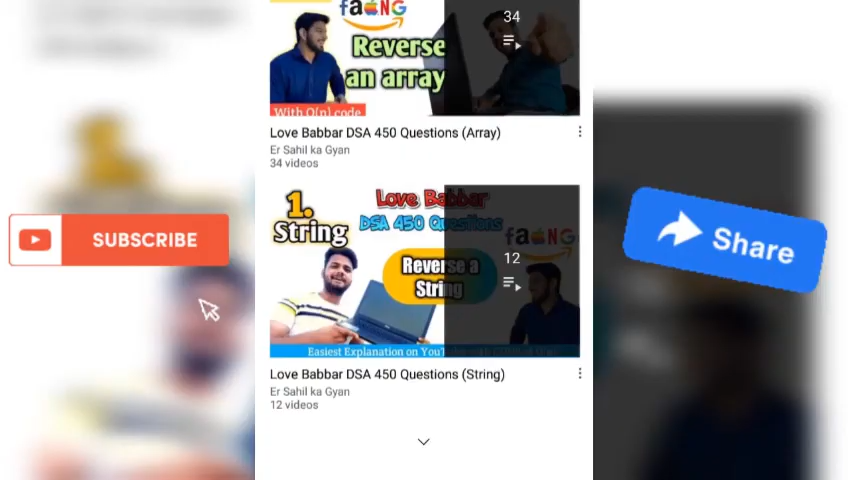 faaNG
Reverse
an array
With O(n) code
34
Love Babbar DSA 450 Questions (Array)
Er Sahil ka Gyan
34 videos
1.
String
Love Babbar
DSA 450 Questions
faaNG
Reverse a
String
12
Easiest Explanation on YouTube with
Love Babbar DSA 450 Questions (String)
Er Sahil ka Gyan
12 videos
SUBSCRIBE
Share